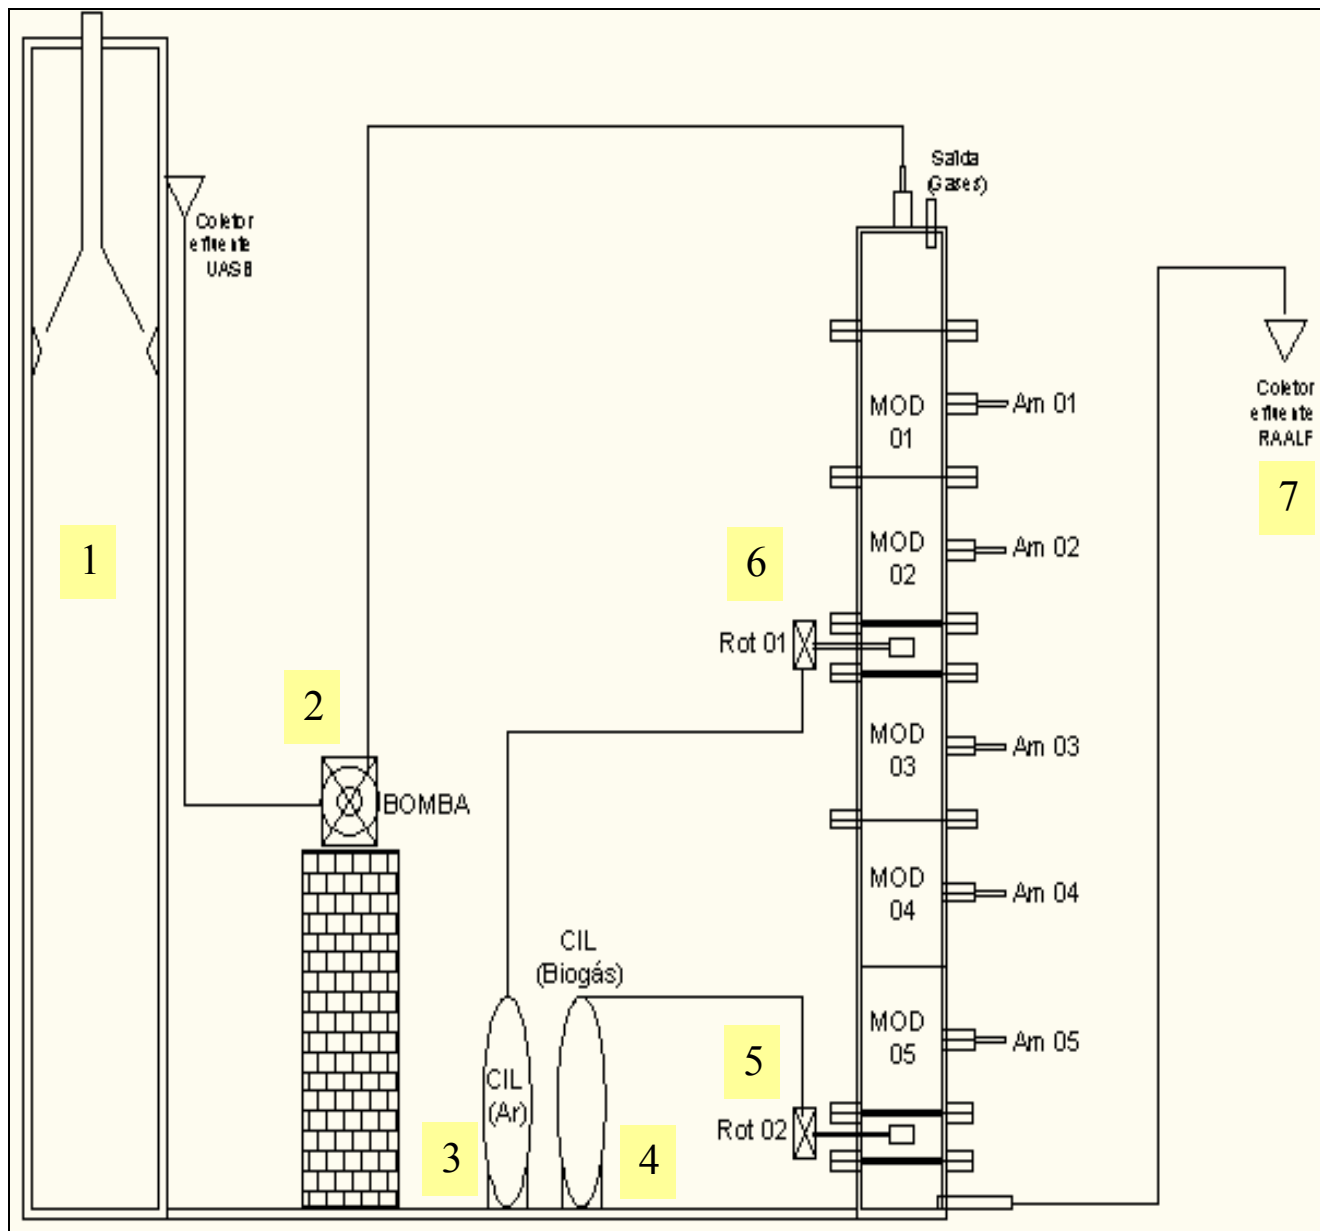 Saída
(Gases)
Coletor
efluente
UASB
Coletor
efluente
RAALF
7
MOD
01
Am 01
1
MOD
02
Am 02
6
Rot 01
2
BOMBA
MOD
03
Am 03
MOD
04
Am 04
CIL
(Biogás)
CIL
(Ar)
MOD
05
Am 05
5
Rot 02
3
4